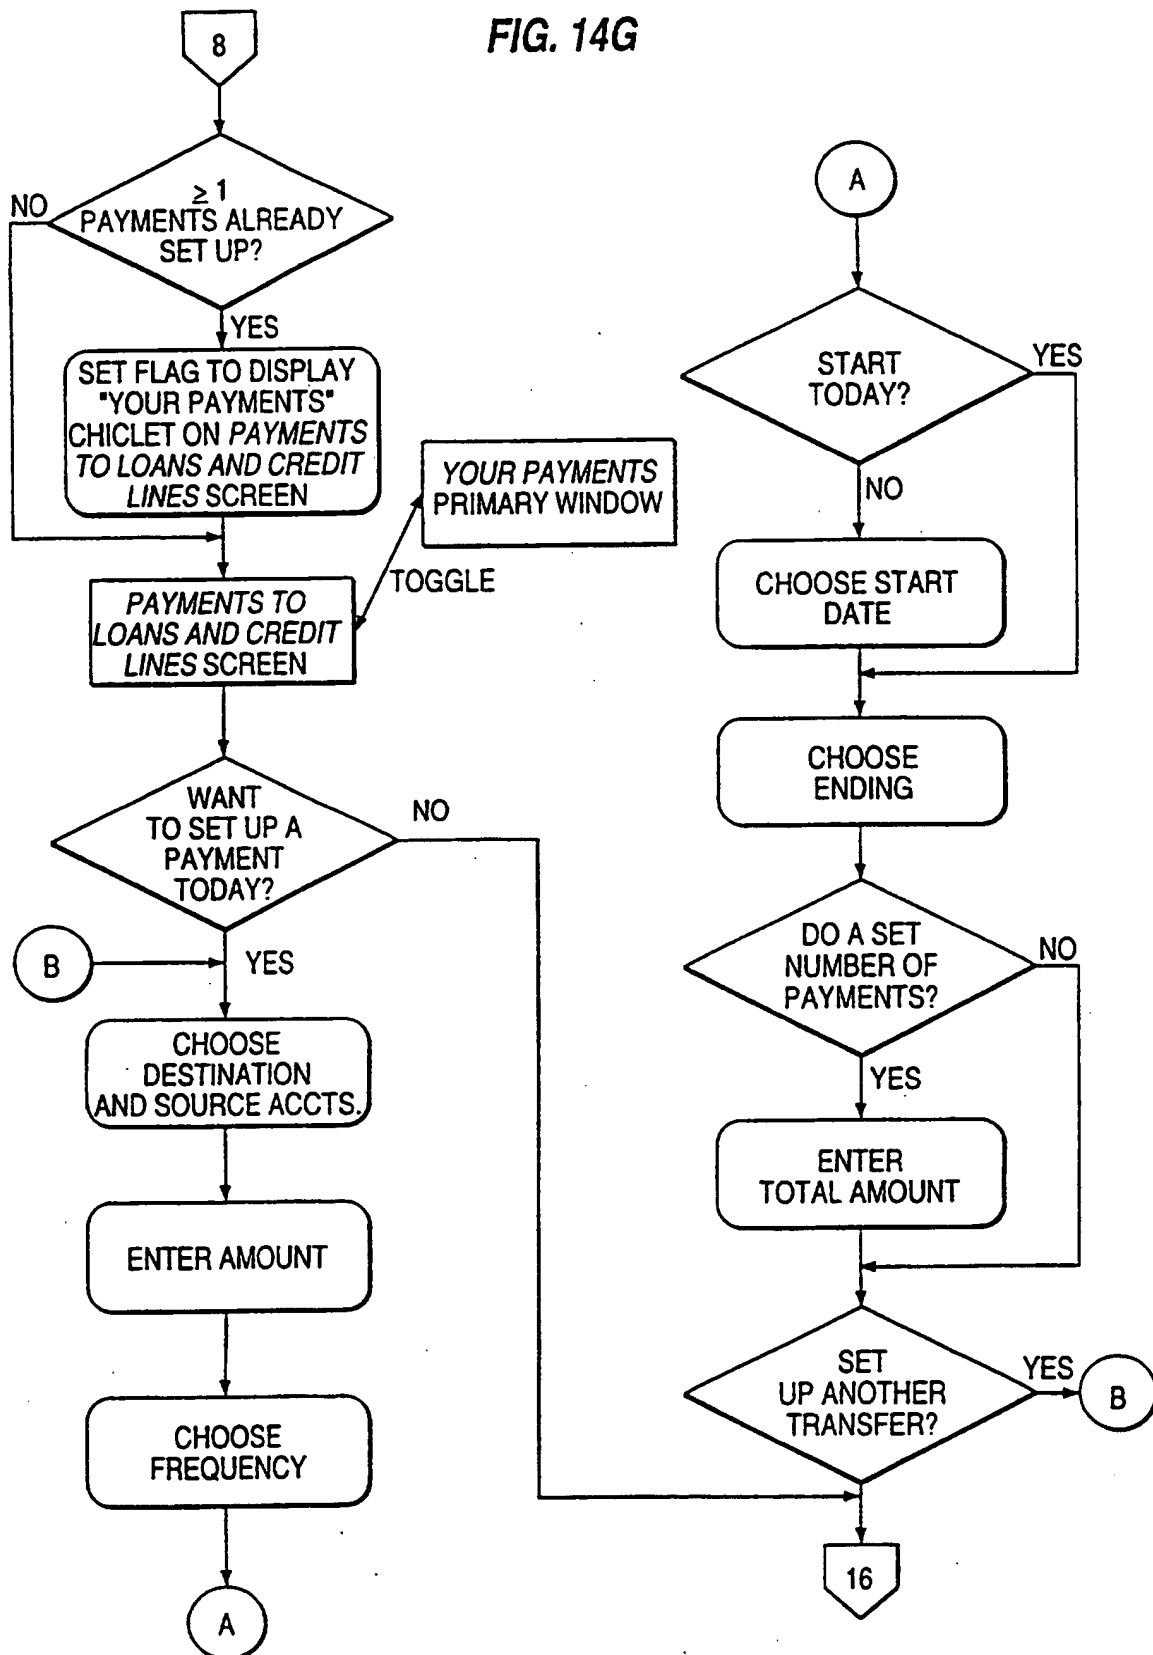 FIG. 14G
8
≥ 1
PAYMENTS ALREADY
SET UP?
NO
YES
SET FLAG TO DISPLAY
"YOUR PAYMENTS"
CHICLET ON PAYMENTS
TO LOANS AND CREDIT
LINES SCREEN
YOUR PAYMENTS
PRIMARY WINDOW
TOGGLE
PAYMENTS TO
LOANS AND CREDIT
LINES SCREEN
WANT
TO SET UP A
PAYMENT
TODAY?
NO
B
YES
CHOOSE
DESTINATION
AND SOURCE ACCTS.
ENTER AMOUNT
CHOOSE
FREQUENCY
A
A
START
TODAY?
YES
NO
CHOOSE START
DATE
CHOOSE
ENDING
DO A SET
NUMBER OF
PAYMENTS?
NO
YES
ENTER
TOTAL AMOUNT
SET
UP ANOTHER
TRANSFER?
YES
B
16